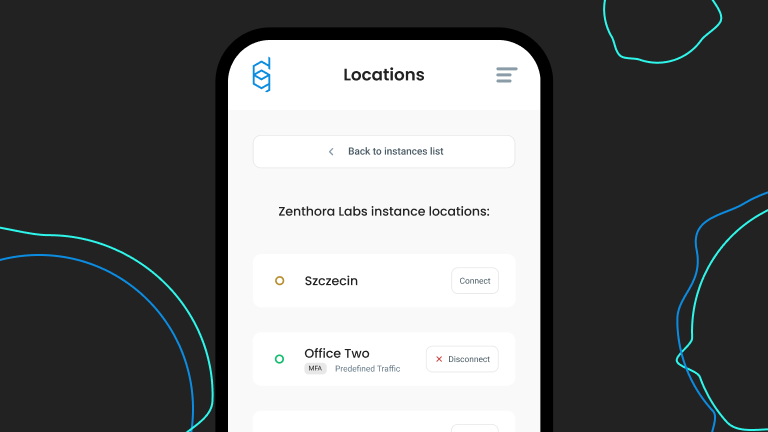 Locations
Back to instances list
Zenthora Labs instance locations:
Szczecin
Connect
Office Two
MFA Predefined Traffic
Disconnect